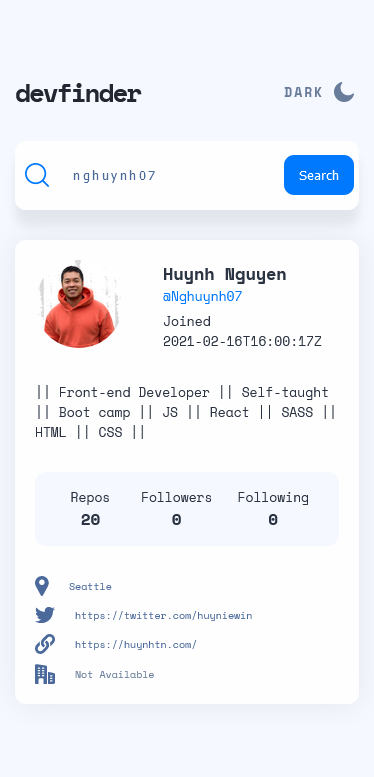 devfinder
DARK
nghuynh07
Search
Huynh Nguyen
@Nghuynh07
Joined
2021-02-16T16:00:17Z
|| Front-end Developer || Self-taught
|| Boot camp || JS || React || SASS ||
HTML || CSS ||
Repos Followers Following
20 0 0
Seattle
https://twitter.com/huyniewin
https://huynhtn.com/
Not Available